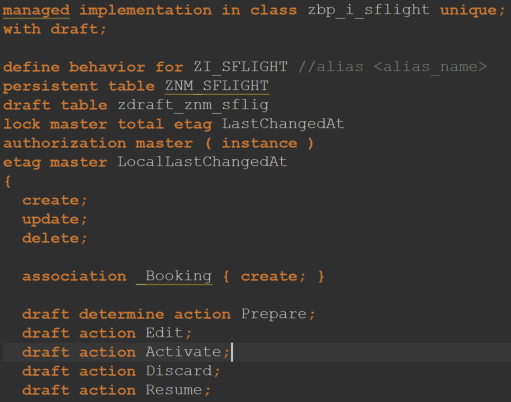 managed implementation in class zbp_i_sflight unique;
with draft;
define behavior for ZI_SFLIGHT //alias <alias_name>
persistent table ZNM_SFLIGHT
draft table zdraft_znm_sflig
lock master total etag LastChangedAt
authorization master ( instance )
etag master LocalLastChangedAt
{
create;
update;
delete;
association _Booking { create; }
draft determine action Prepare;
draft action Edit;
draft action Activate;
draft action Discard;
draft action Resume;